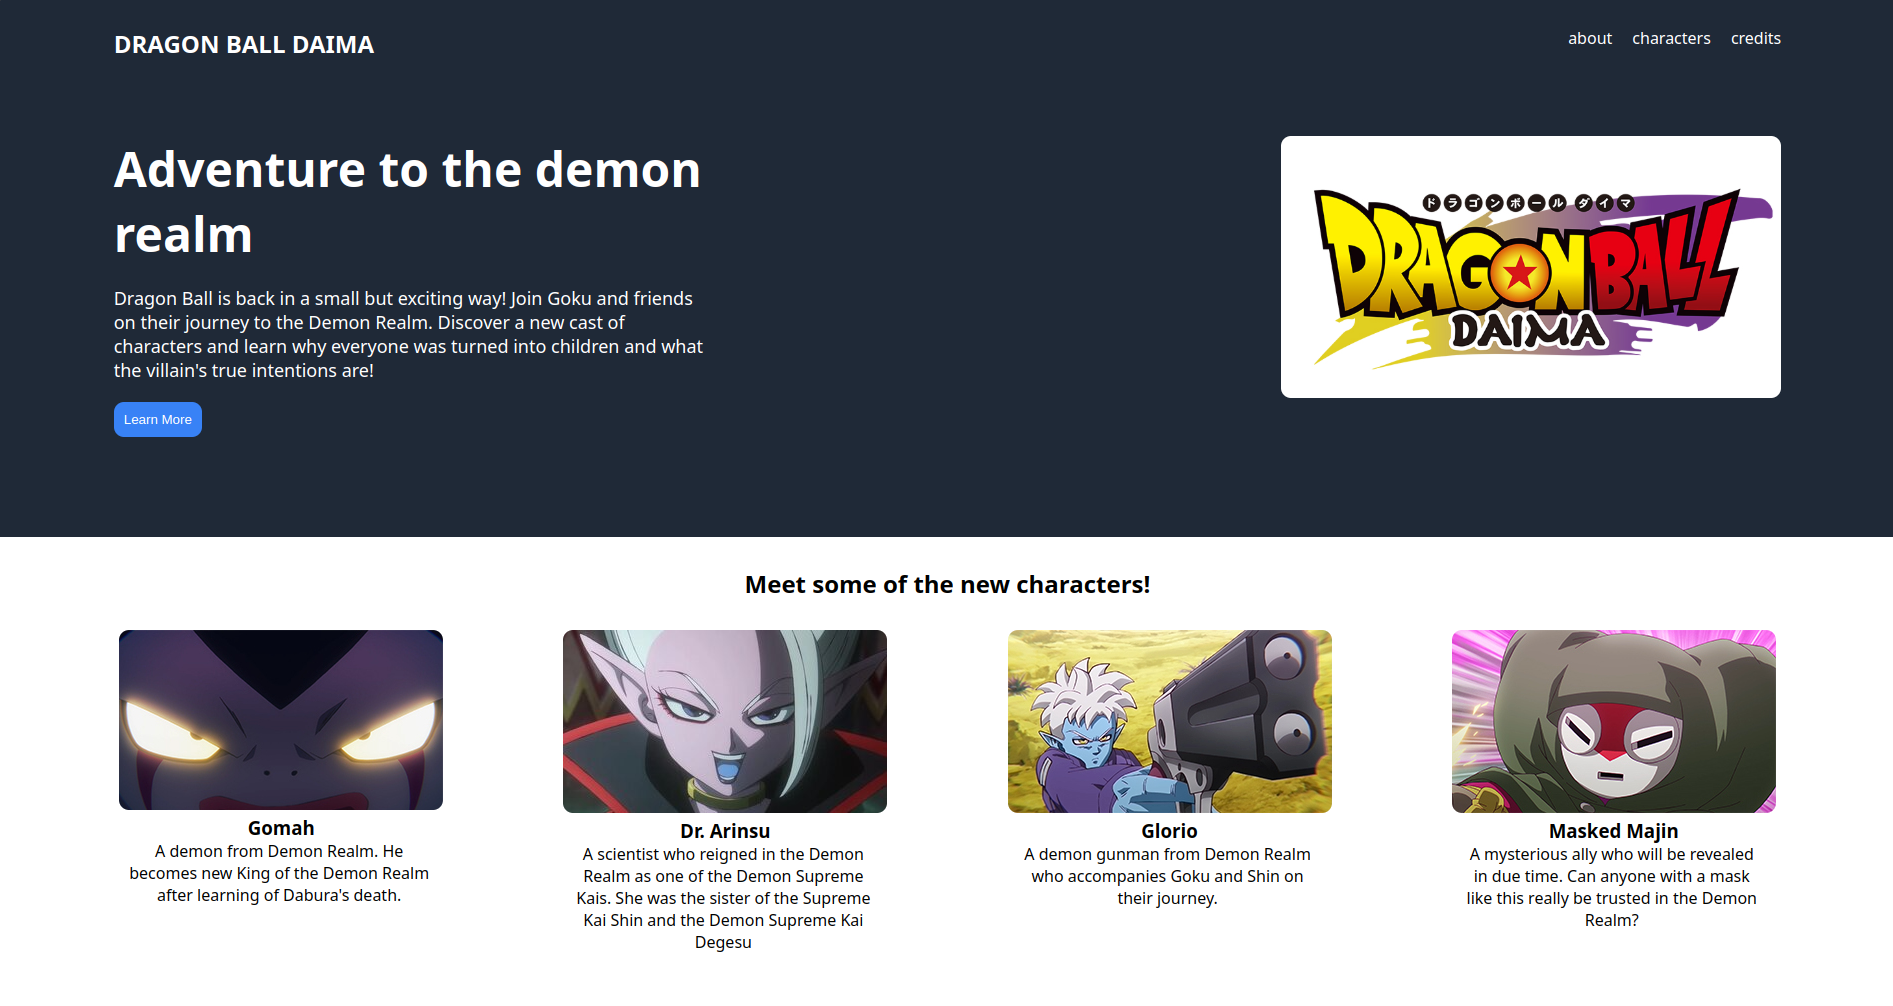 DRAGON BALL DAIMA
about characters credits
Adventure to the demon
realm
Dragon Ball is back in a small but exciting way! Join Goku and friends
on their journey to the Demon Realm. Discover a new cast of
characters and learn why everyone was turned into children and what
the villain's true intentions are!
Learn More
ドラゴンボール ダイマ
DRAGON BALL
DAIMA
Meet some of the new characters!
Gomah
A demon from Demon Realm. He
becomes new King of the Demon Realm
after learning of Dabura's death.
Dr. Arinsu
A scientist who reigned in the Demon
Realm as one of the Demon Supreme
Kais. She was the sister of the Supreme
Kai Shin and the Demon Supreme Kai
Degesu
Glorio
A demon gunman from Demon Realm
who accompanies Goku and Shin on
their journey.
Masked Majin
A mysterious ally who will be revealed
in due time. Can anyone with a mask
like this really be trusted in the Demon
Realm?